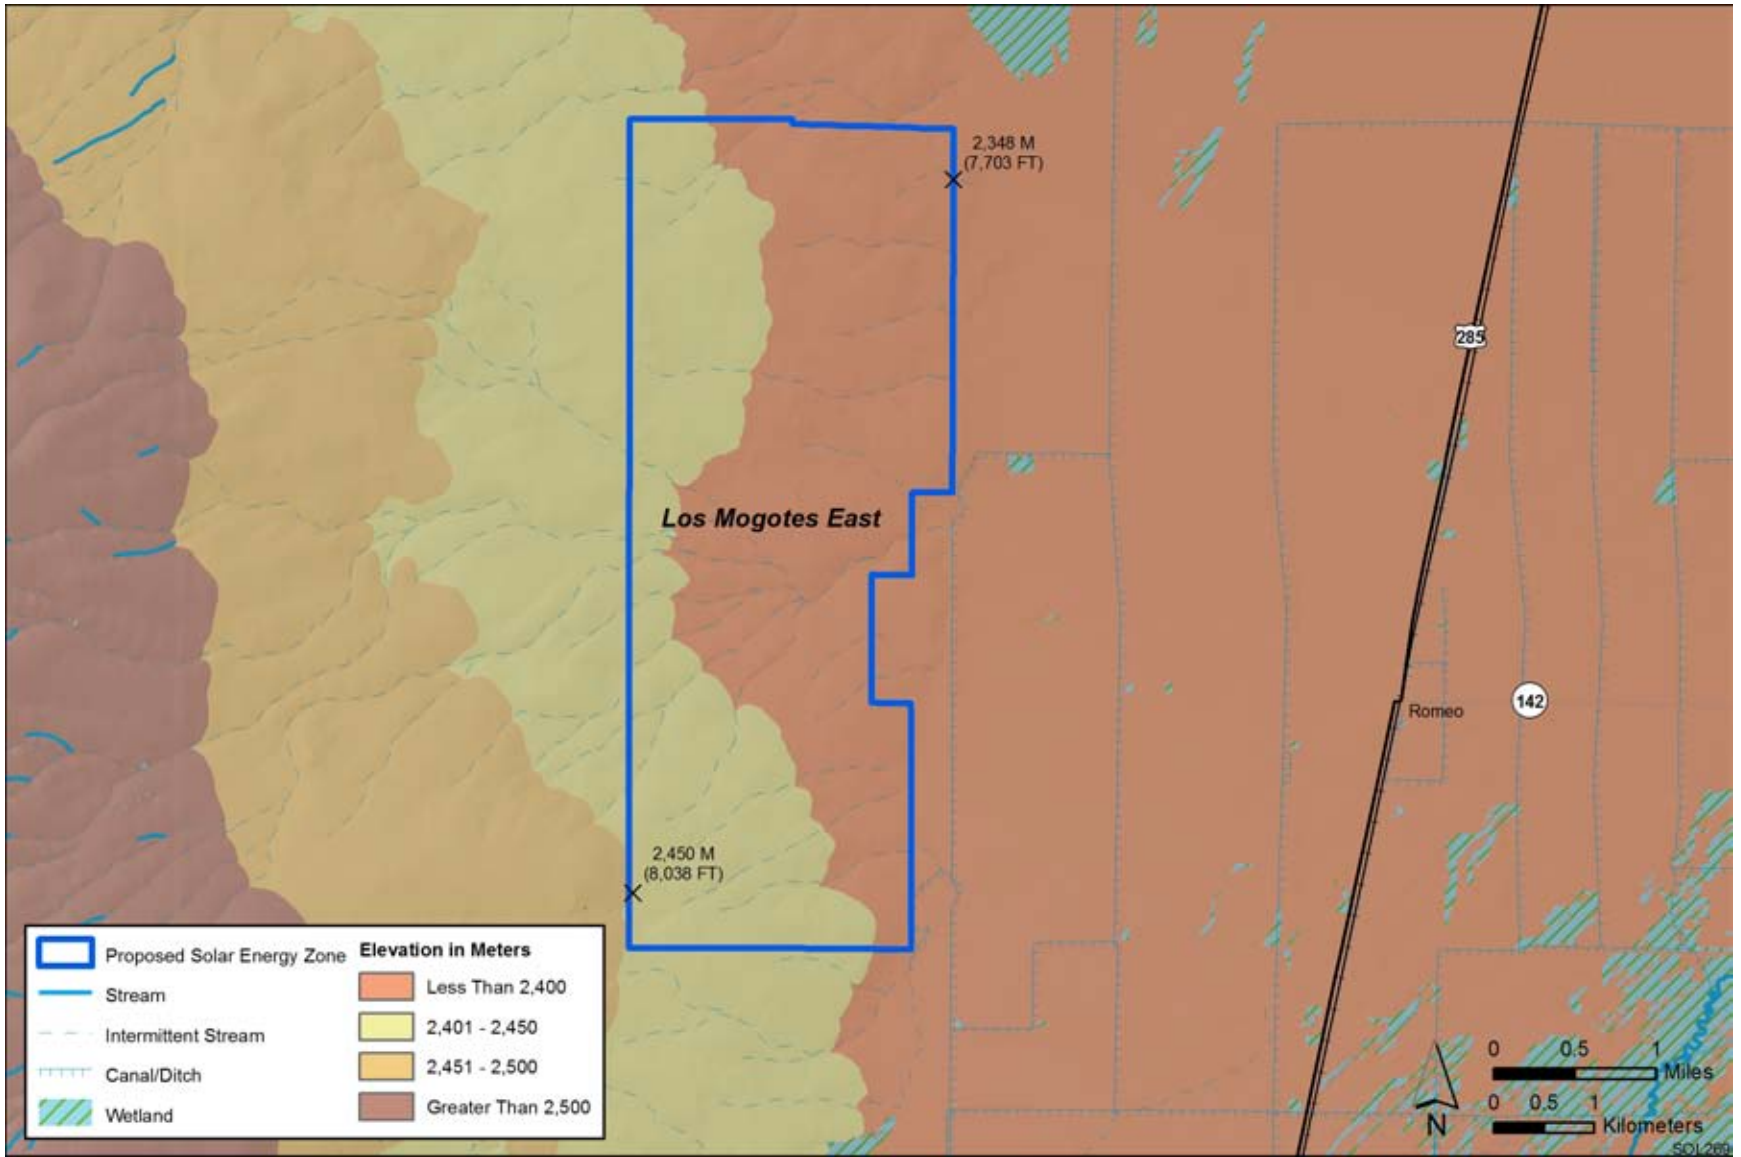 2,348 M
(7,703 FT)
285
Los Mogotes East
142
Romeo
2,450 M
(8,038 FT)
Proposed Solar Energy Zone
Stream
Intermittent Stream
Canal/Ditch
Wetland
Elevation in Meters
Less Than 2,400
2,401 - 2,450
2,451 - 2,500
Greater Than 2,500
N
0 0.5 1
Miles
0 0.5 1
Kilometers
SOL269